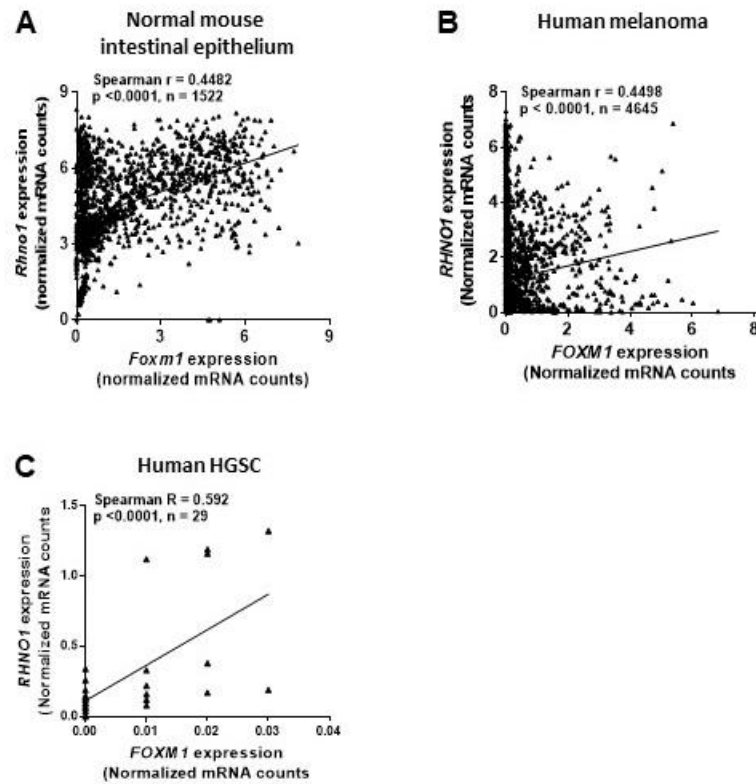 A
Normal mouse
intestinal epithelium
Spearman r = 0.4482
p <0.0001, n = 1522
Rhno1 expression
(normalized mRNA counts)
9
6
3
0
0 3 6 9
Foxm1 expression
(normalized mRNA counts)
B
Human melanoma
Spearman r = 0.4498
p < 0.0001, n = 4645
RHNO1 expression
(Normalized mRNA counts)
8
6
4
2
0
0 2 4 6 8
FOXM1 expression
(Normalized mRNA counts
C
Human HGSC
Spearman R = 0.592
p <0.0001, n = 29
RHNO1 expression
(Normalized mRNA counts
1.5
1.0
0.5
0.0
0.00 0.01 0.02 0.03 0.04
FOXM1 expression
(Normalized mRNA counts